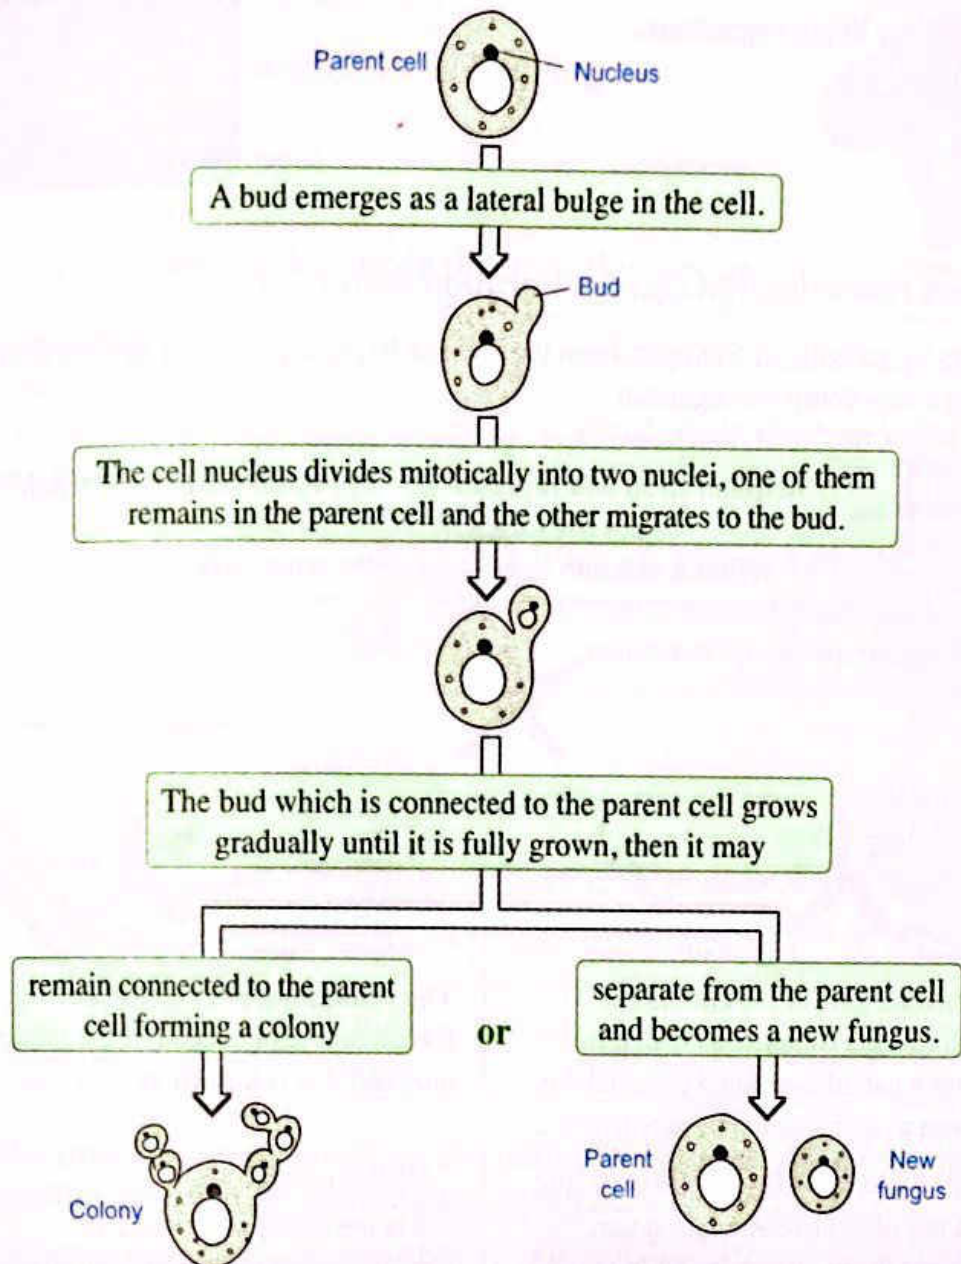 Parent cell
Nucleus
A bud emerges as a lateral bulge in the cell.
Bud
The cell nucleus divides mitotically into two nuclei, one of them
remains in the parent cell and the other migrates to the bud.
The bud which is connected to the parent cell grows
gradually until it is fully grown, then it may
remain connected to the parent
cell forming a colony
or
separate from the parent cell
and becomes a new fungus.
Colony
Parent
cell
New
fungus